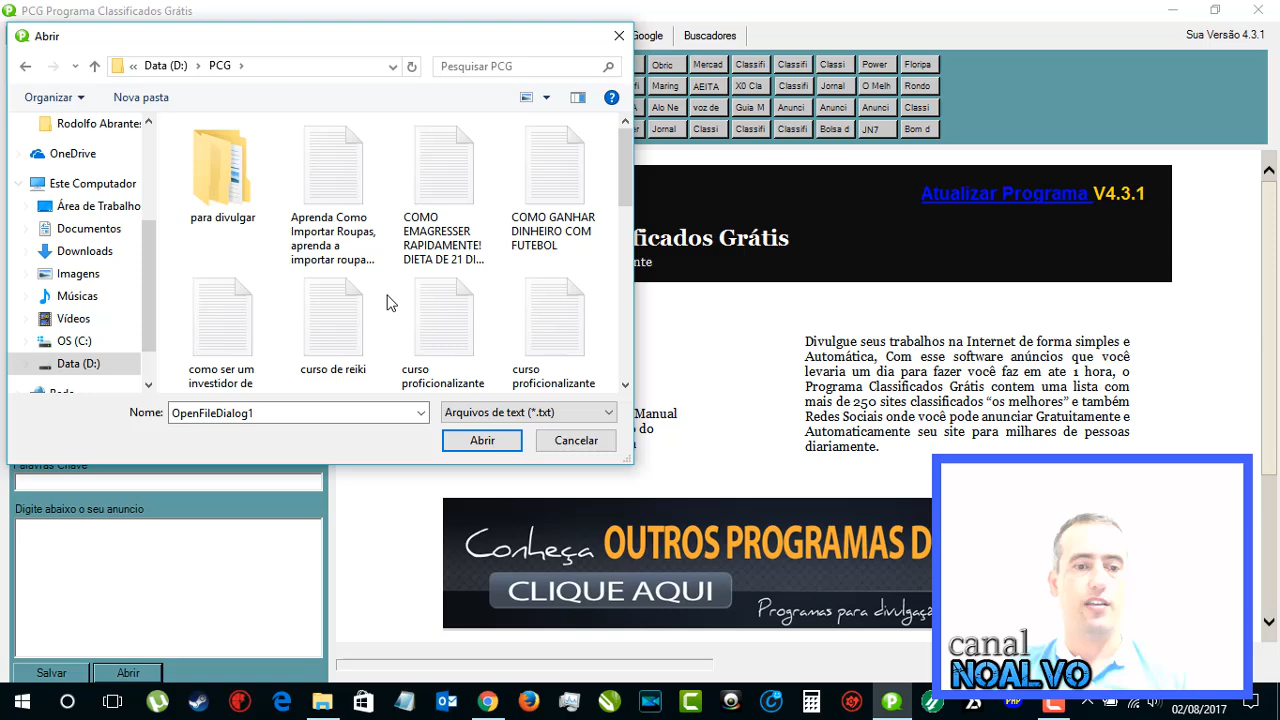 PCG Programa Classificados Grátis
Google
Buscadores
Sua Versão 4.3.1
Abrir
Data (D:)
PCG
Pesquisar PCG
Organizar
Nova pasta
Obric
Mercad
Classifi
Classifi
Classi
Power
Floripa
Maring
AEITA
X0 Cla
Classifi
Jornal
O Melh
Rondo
Alo Ne
voz de
Guia M
Anunci
Anunci
Anunci
Classi
Jornal
Classi
Classifi
Classifi
Bolsa d
JN7
Bom d
Rodolfo Abrante
OneDrive
Este Computador
Área de Trabalho
Documentos
Downloads
Imagens
Músicas
Vídeos
OS (C:)
Data (D:)
para divulgar
Aprenda Como
Importar Roupas,
aprenda a
importar roupa...
COMO
EMAGRESSER
RAPIDAMENTE!
DIETA DE 21 DI...
COMO GANHAR
DINHEIRO COM
FUTEBOL
como ser um
investidor de
curso de reiki
curso
proficionalizante
curso
proficionalizante
Nome:
OpenFileDialog1
Arquivos de text (*.txt)
Abrir
Cancelar
Atualizar Programa V4.3.1
ficados Grátis
Divulgue seus trabalhos na Internet de forma simples e
Automática, Com esse software anúncios que você
levaria um dia para fazer você faz em ate 1 hora, o
Programa Classificados Grátis contem uma lista com
mais de 250 sites classificados “os melhores” e também
Redes Sociais onde você pode anunciar Gratuitamente e
Automaticamente seu site para milhares de pessoas
diariamente.
Manual
do
Palavras Chave
Digite abaixo o seu anuncio
Salvar
Abrir
Conheça OUTROS PROGRAMAS D
CLIQUE AQUI
Programas para divulgaç
canal
NOALVO
02/08/2017